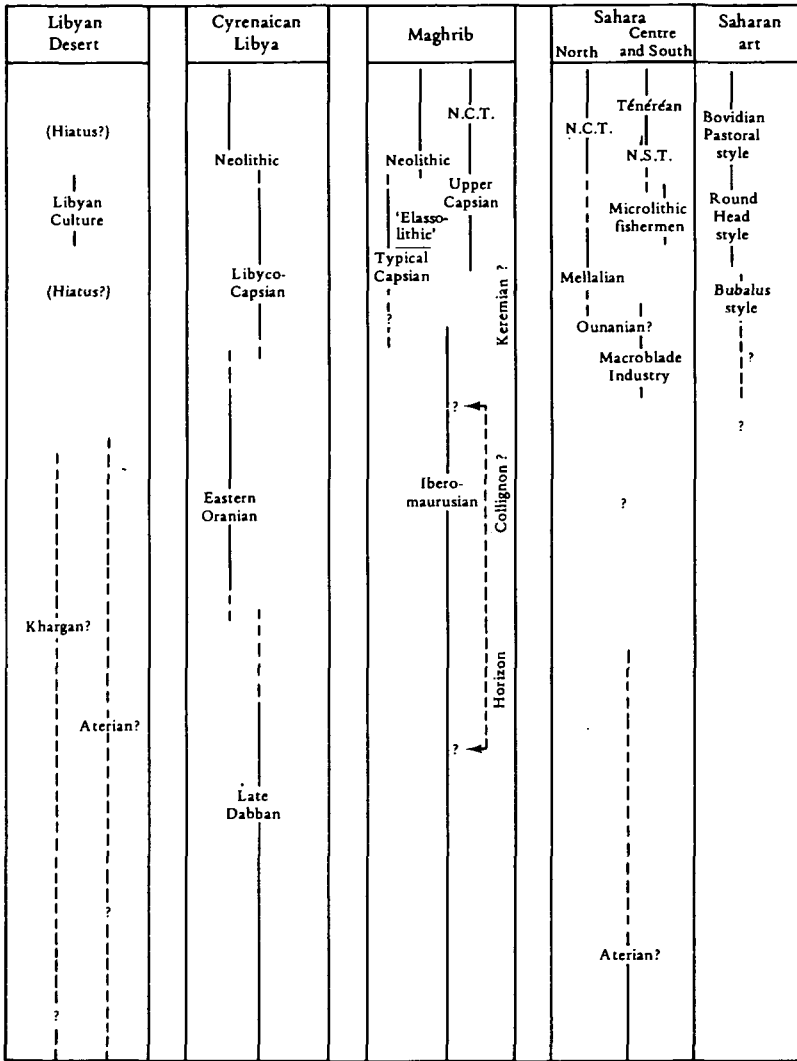 Libyan
Desert
Cyrenaican
Libya
Maghrib
Sahara
North
Centre
and South
Saharan
art
(Hiatus?)
Libyan
Culture
(Hiatus?)
Khargan?
Aterian?
?
?
Neolithic
Libyco-
Capsian
Eastern
Oranian
Late
Dabban
N.C.T.
Neolithic
Upper
Capsian
'Elasso-
lithic'
Typical
Capsian
?
Keremian ?
?
Ibero-
maurusian
Collignon ?
Horizon
?
Ténéréan
N.C.T.
N.S.T.
Microlithic
fishermen
Mellalian
Ounanian?
Macroblade
Industry
?
Aterian?
Bovidian
Pastoral
style
Round
Head
style
Bubalus
style
?
?